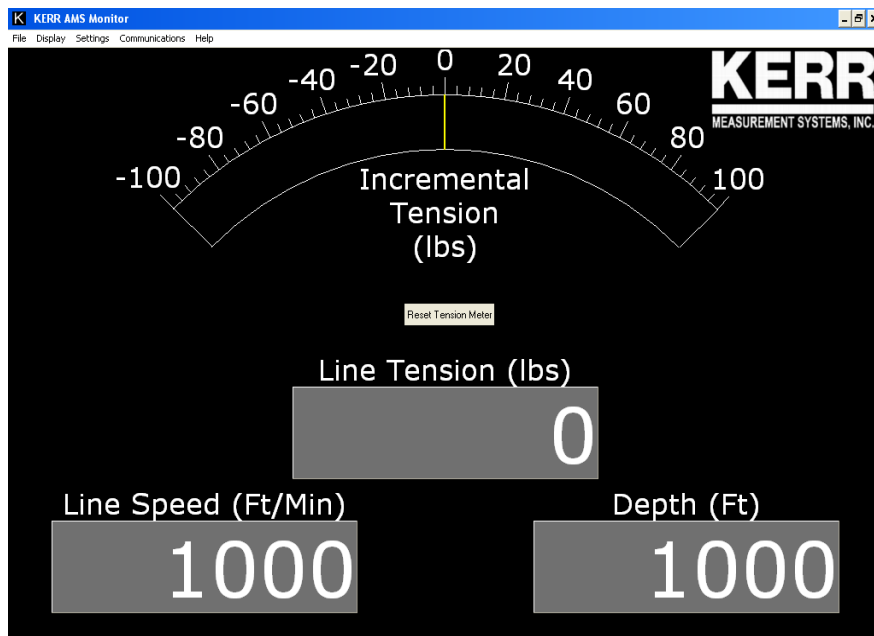 KERR AMS Monitor
File Display Settings Communications Help
KERR
MEASUREMENT SYSTEMS, INC.
-100 -80 -60 -40 -20 0 20 40 60 80 100
Incremental
Tension
(lbs)
Reset Tension Meter
Line Tension (lbs)
0
Line Speed (Ft/Min)
1000
Depth (Ft)
1000